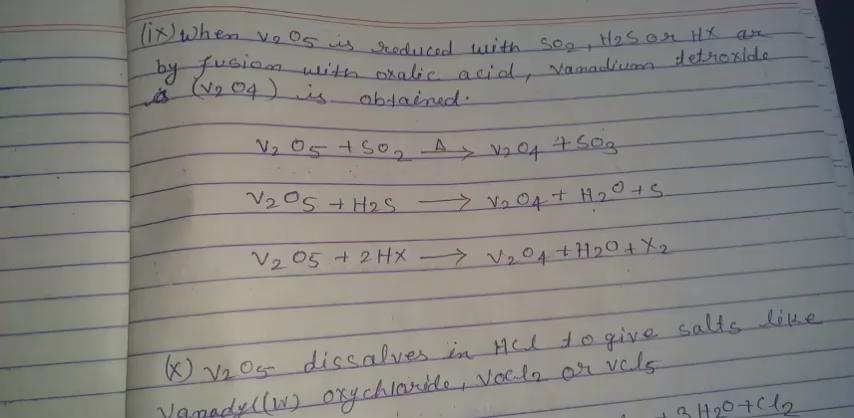 (ix) When V2O5 is reduced with SO2, H2S or HX or
by fusion with oxalic acid, vanadium tetroxide
(V2O4) is obtained.
V2O5 + SO2 Δ→ V2O4 + SO3
V2O5 + H2S → V2O4 + H2O + S
V2O5 + 2HX → V2O4 + H2O + X2
(X) V2O5 dissalves in HCl to give salts like
Vanadyl(IV) oxychloride, VOCl2 or VCl5
+ 3H2O + Cl2